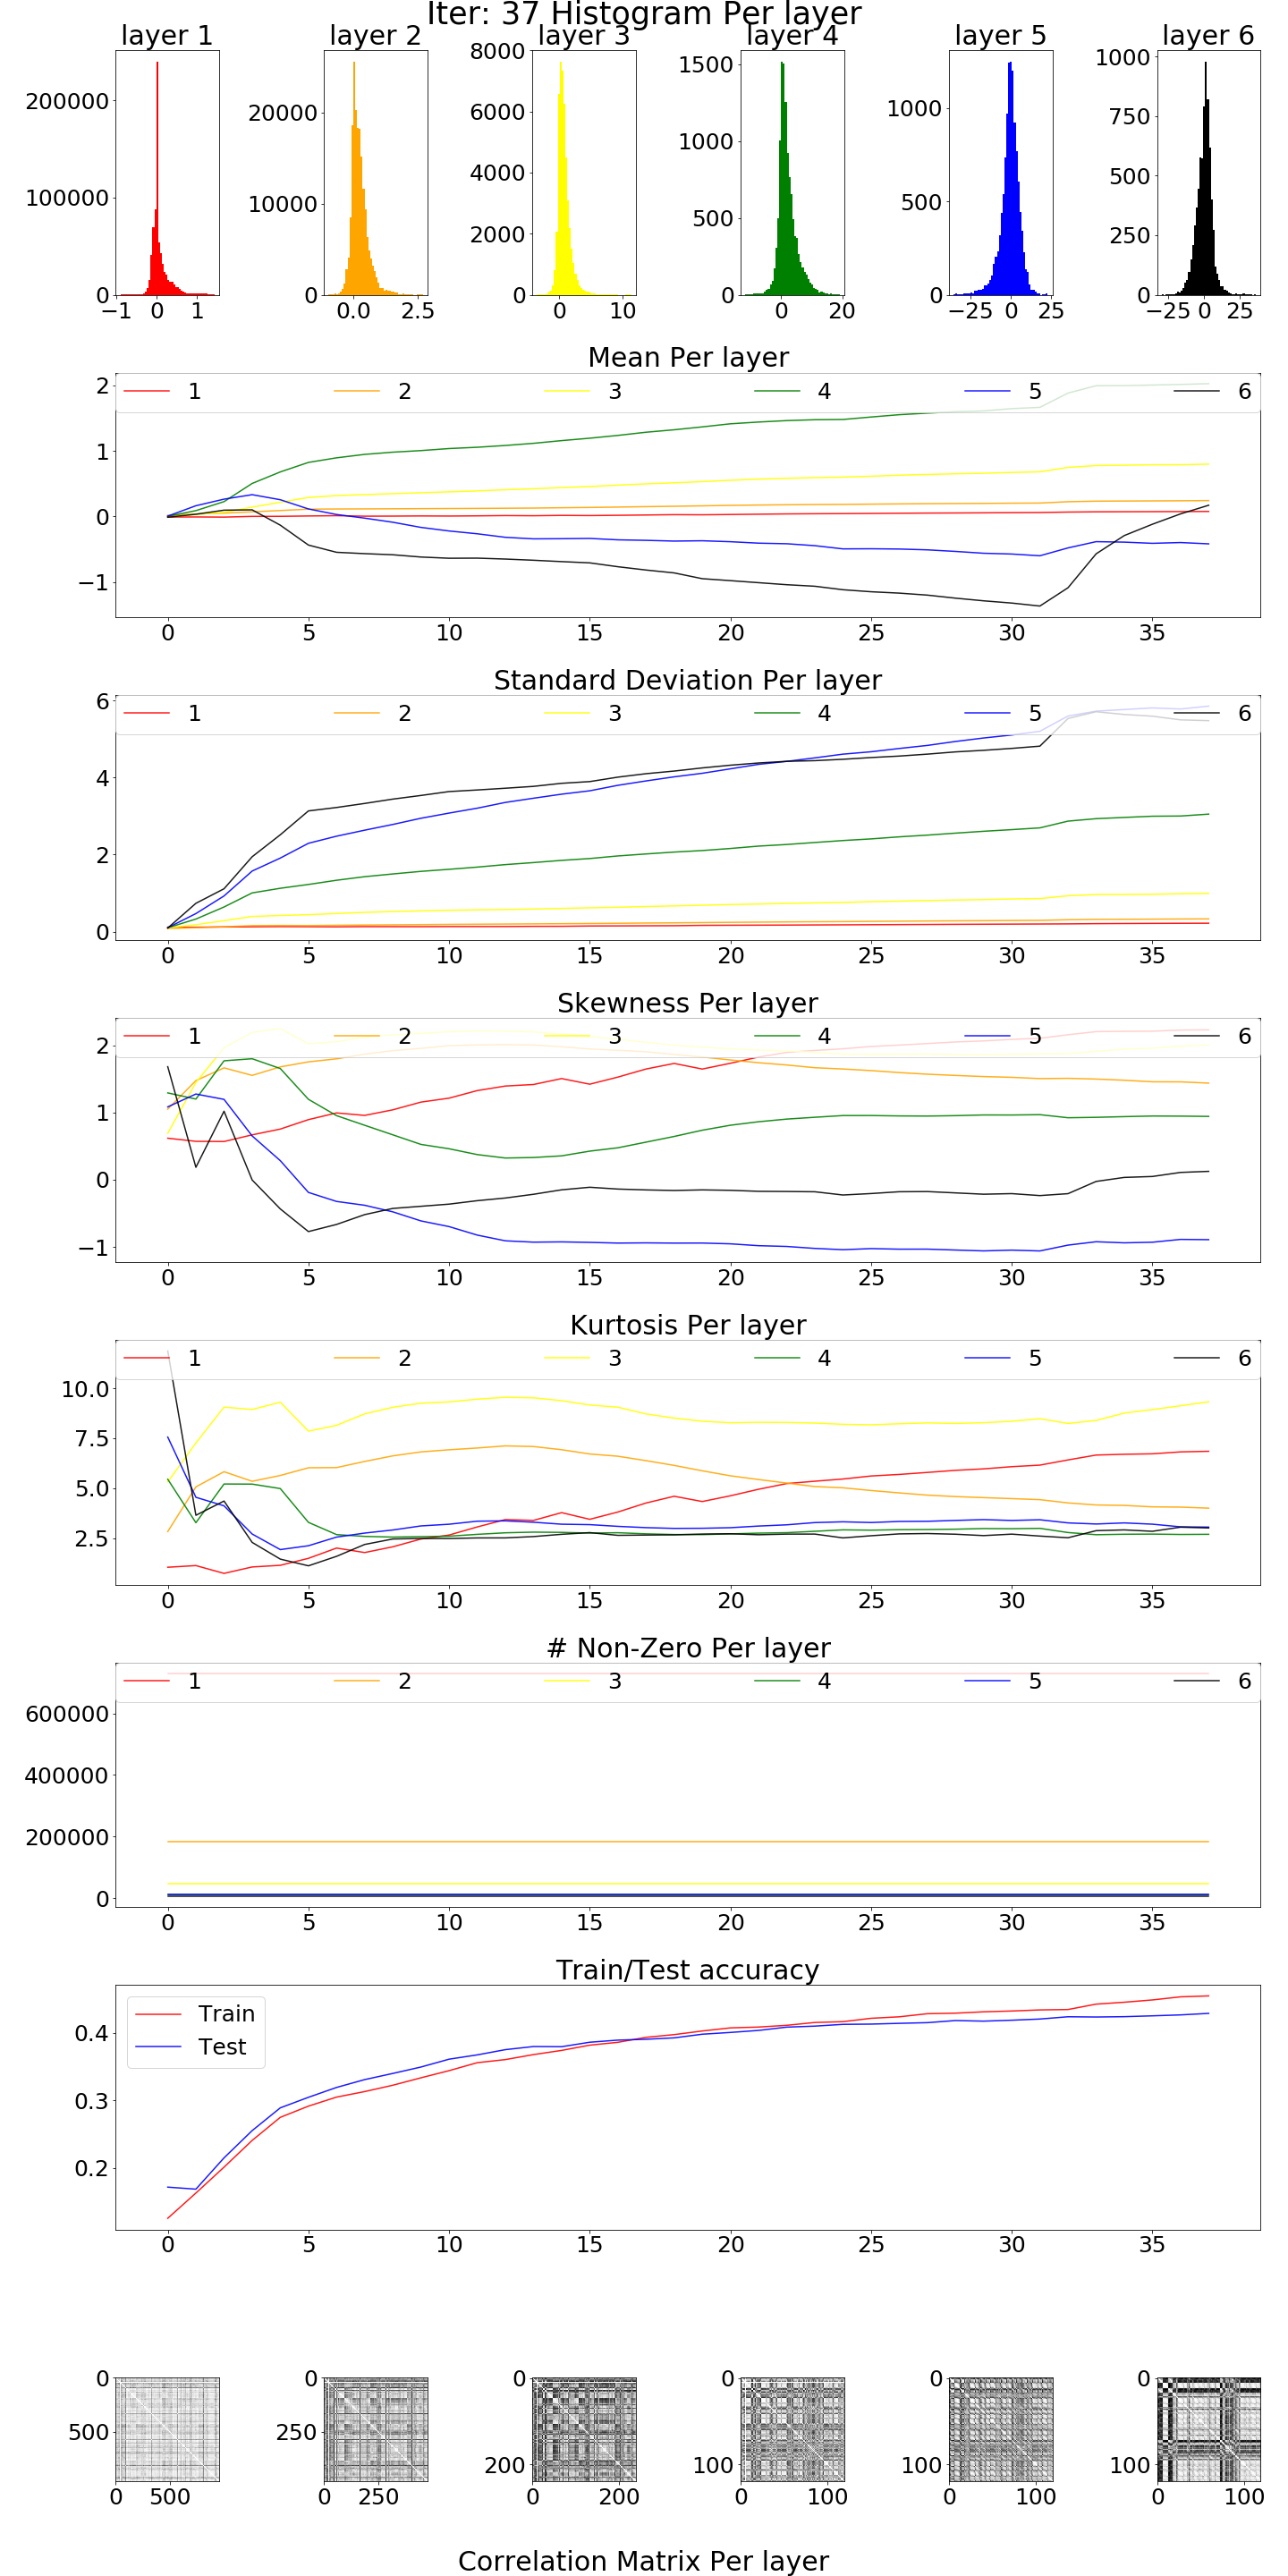 Iter: 37 Histogram Per layer
layer 1 layer 2 layer 3 layer 4 layer 5 layer 6
200000 100000 0
−1 0 1
20000 10000 0
0.0 2.5
8000 6000 4000 2000 0
0 10
1500 1000 500 0
0 20
1000 500 0
−25 0 25
1000 750 500 250 0
−25 0 25
Mean Per layer
1 2 3 4 5 6
2
1
0
−1
0 5 10 15 20 25 30 35
Standard Deviation Per layer
1 2 3 4 5 6
6
4
2
0
0 5 10 15 20 25 30 35
Skewness Per layer
1 2 3 4 5 6
2
1
0
−1
0 5 10 15 20 25 30 35
Kurtosis Per layer
1 2 3 4 5 6
10.0
7.5
5.0
2.5
0 5 10 15 20 25 30 35
# Non-Zero Per layer
1 2 3 4 5 6
600000
400000
200000
0
0 5 10 15 20 25 30 35
Train/Test accuracy
Train
Test
0.4
0.3
0.2
0 5 10 15 20 25 30 35
0 500
0 500
0 250
0 250
0 200
0 200
0 100
0 100
0 100
0 100
0 100
0 100
Correlation Matrix Per layer